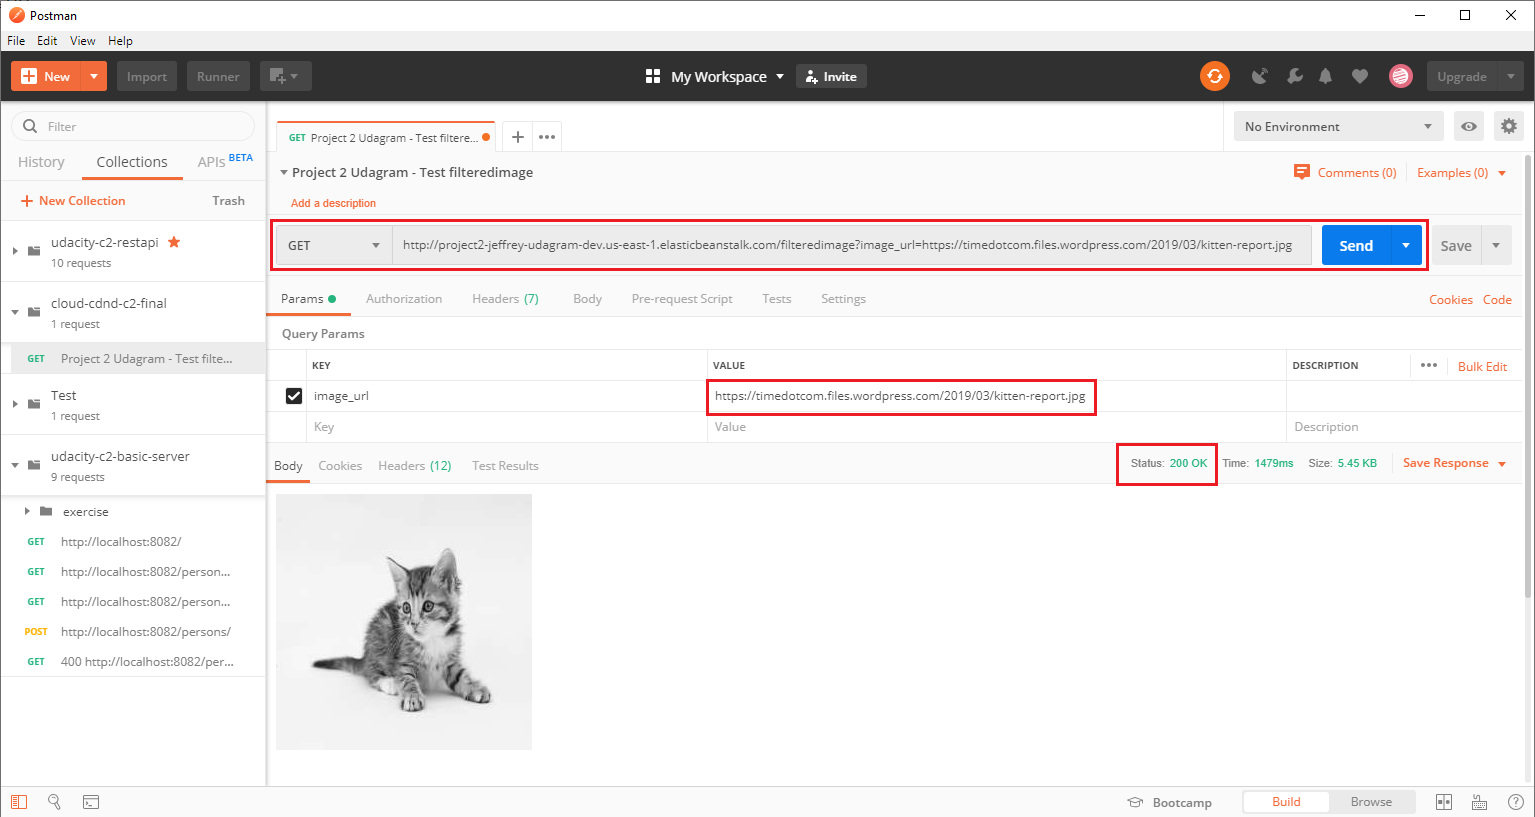 Postman
File Edit View Help
New Import Runner My Workspace Invite Upgrade
Filter
History Collections APIs BETA
New Collection Trash
udacity-c2-restapi
10 requests
cloud-cdnd-c2-final
1 request
GET Project 2 Udagram - Test filte...
Test
1 request
udacity-c2-basic-server
9 requests
exercise
GET http://localhost:8082/
GET http://localhost:8082/person...
GET http://localhost:8082/person...
POST http://localhost:8082/persons/
GET 400 http://localhost:8082/per...
GET Project 2 Udagram - Test filtere...
No Environment
Project 2 Udagram - Test filteredimage
Comments (0) Examples (0)
Add a description
GET http://project2-jeffrey-udagram-dev.us-east-1.elasticbeanstalk.com/filteredimage?image_url=https://timedotcom.files.wordpress.com/2019/03/kitten-report.jpg Send Save
Params Authorization Headers (7) Body Pre-request Script Tests Settings Cookies Code
Query Params
KEY VALUE DESCRIPTION Bulk Edit
image_url https://timedotcom.files.wordpress.com/2019/03/kitten-report.jpg
Key Value Description
Body Cookies Headers (12) Test Results Status: 200 OK Time: 1479ms Size: 5.45 KB Save Response
Bootcamp Build Browse